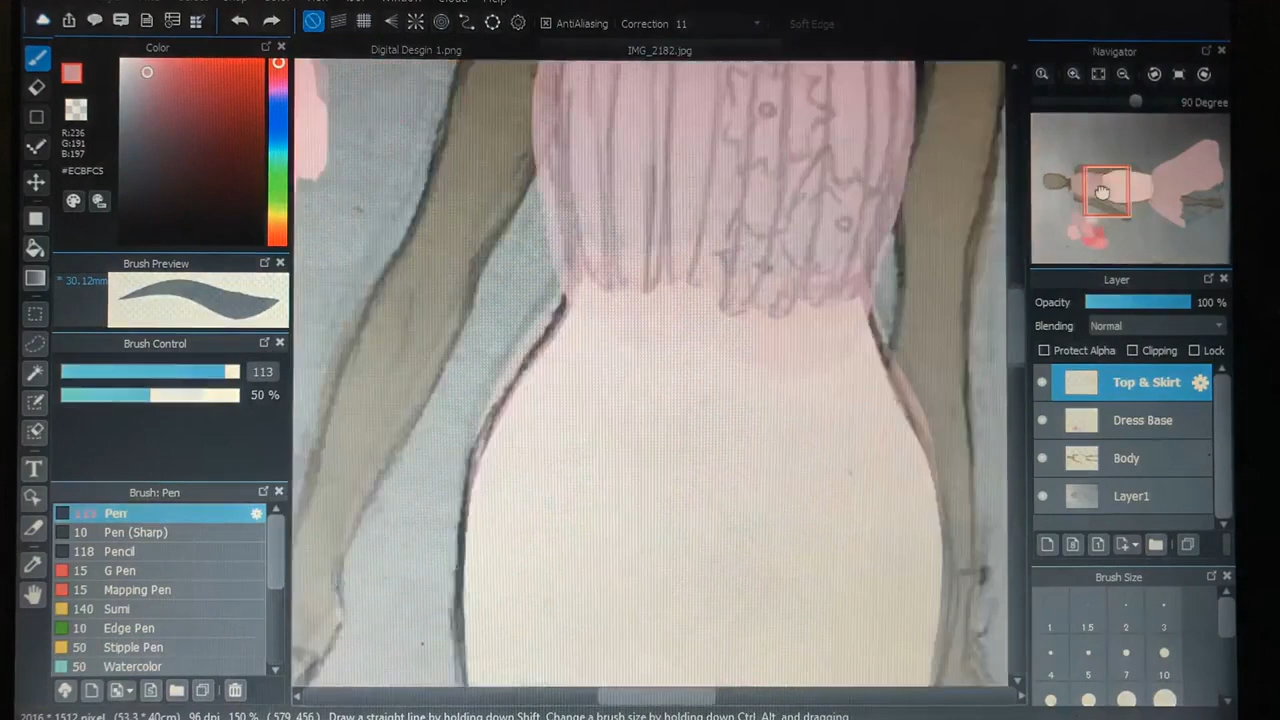 Window Cloud Help
AntiAliasing Correction 11 Soft Edge
Color
Digital Desgin 1.png
IMG_2182.jpg
Navigator
R:236
G:191
B:197
#ECBFC5
90 Degree
Brush Preview
* 30.12mm
Brush Control
113
50 %
Layer
Opacity 100 %
Blending Normal
Protect Alpha Clipping Lock
Top & Skirt
Dress Base
Body
Layer1
Brush: Pen
Pen
10 Pen (Sharp)
118 Pencil
15 G Pen
15 Mapping Pen
140 Sumi
10 Edge Pen
50 Stipple Pen
50 Watercolor
T
Brush Size
1 1.5 2 3
4 5 7 10
2016 * 1512 pixel (53.3 * 40cm) 96 dpi 150 % ( 579, 456 ) Draw a straight line by holding down Shift, Change a brush size by holding down Ctrl, Alt, and dragging